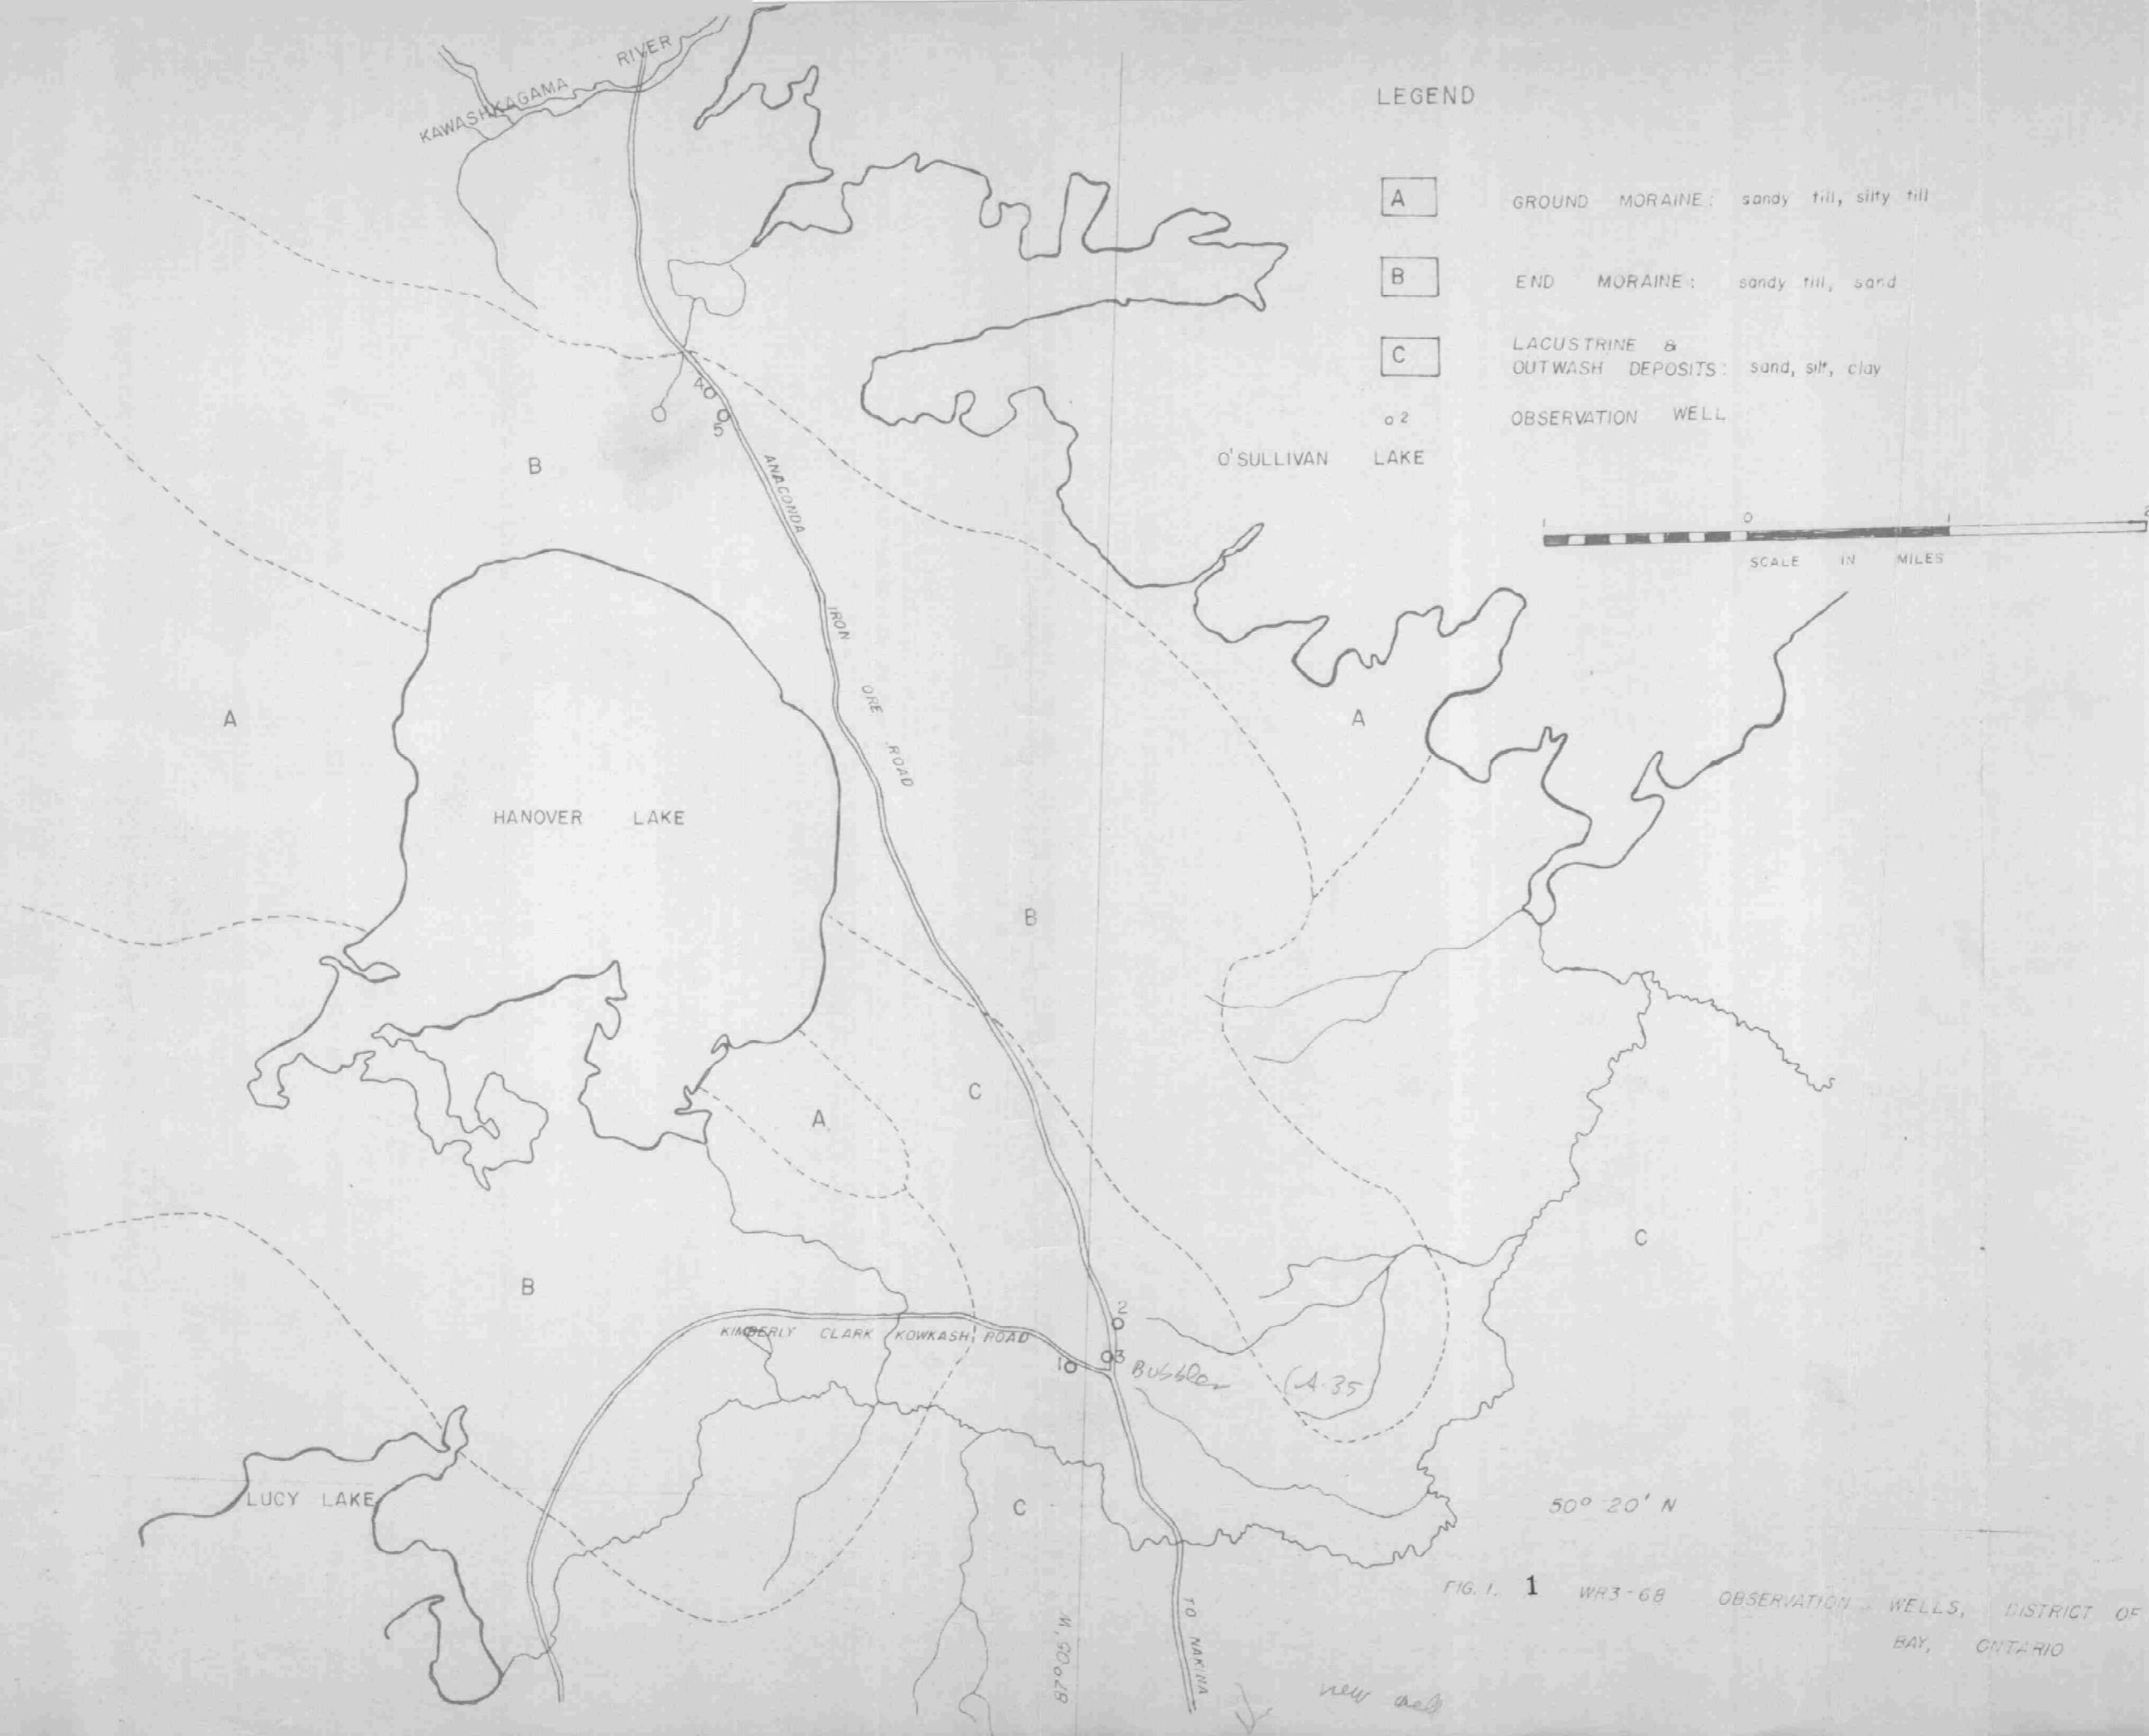 KAWASHKAGAMA RIVER
LEGEND
A GROUND MORAINE: sandy till, silty till
B END MORAINE: sandy till, sand
C LACUSTRINE &
OUTWASH DEPOSITS: sand, silt, clay
o 2 OBSERVATION WELL
O'SULLIVAN LAKE
1 0 1 2
SCALE IN MILES
4
5
B
ANACONDA IRON ORE ROAD
A
A
HANOVER LAKE
B
C
A
C
B
2
KIMBERLY CLARK KOWKASH ROAD
1
3
Bubbler
(A-35
LUCY LAKE
C
50° 20' N
FIG. 1. 1 WR3-68 OBSERVATION WELLS, DISTRICT OF
BAY, ONTARIO
87°05'06" W
TO NAKINA
new well